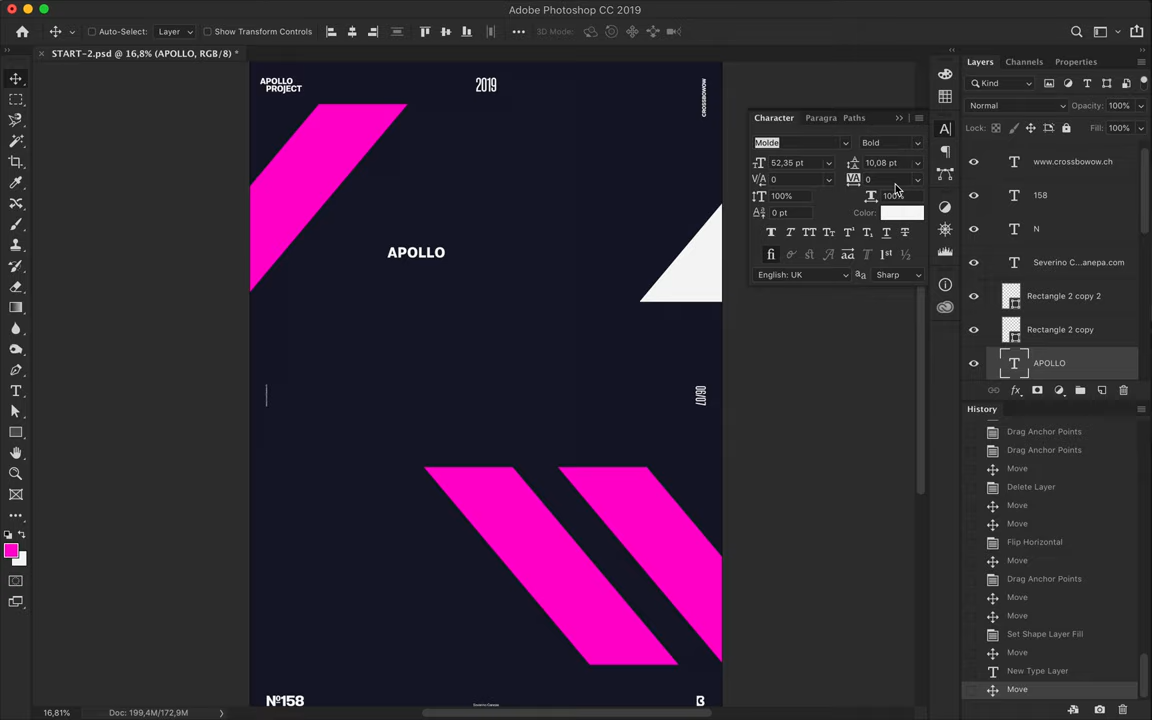 Adobe Photoshop CC 2019
Auto-Select: Layer Show Transform Controls 3D Mode:
START-2.psd @ 16,8% (APOLLO, RGB/8) *
APOLLO
PROJECT
2019
CROSSBOWOW
APOLLO
06/07
Nº158
Severino Canepa
Character Paragra Paths
Molde Bold
52,35 pt 10,08 pt
0 0
100% 100%
0 pt Color:
English: UK Sharp
Layers Channels Properties
Kind
Normal Opacity: 100%
Lock: Fill: 100%
www.crossbowow.ch
158
N
Severino C...anepa.com
Rectangle 2 copy 2
Rectangle 2 copy
APOLLO
History
Drag Anchor Points
Drag Anchor Points
Move
Delete Layer
Move
Move
Flip Horizontal
Move
Drag Anchor Points
Move
Move
Set Shape Layer Fill
Move
New Type Layer
Move
16,81% Doc: 199,4M/172,9M